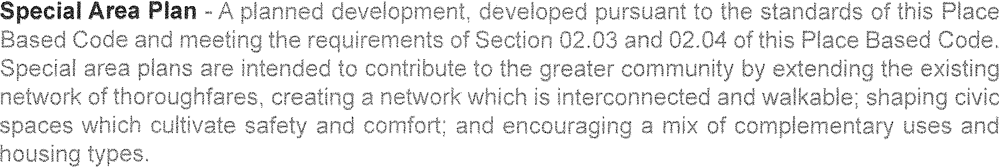 Special Area Plan - A planned development, developed pursuant to the standards of this Place
Based Code and meeting the requirements of Section 02.03 and 02.04 of this Place Based Code.
Special area plans are intended to contribute to the greater community by extending the existing
network of thoroughfares, creating a network which is interconnected and walkable; shaping civic
spaces which cultivate safety and comfort; and encouraging a mix of complementary uses and
housing types.